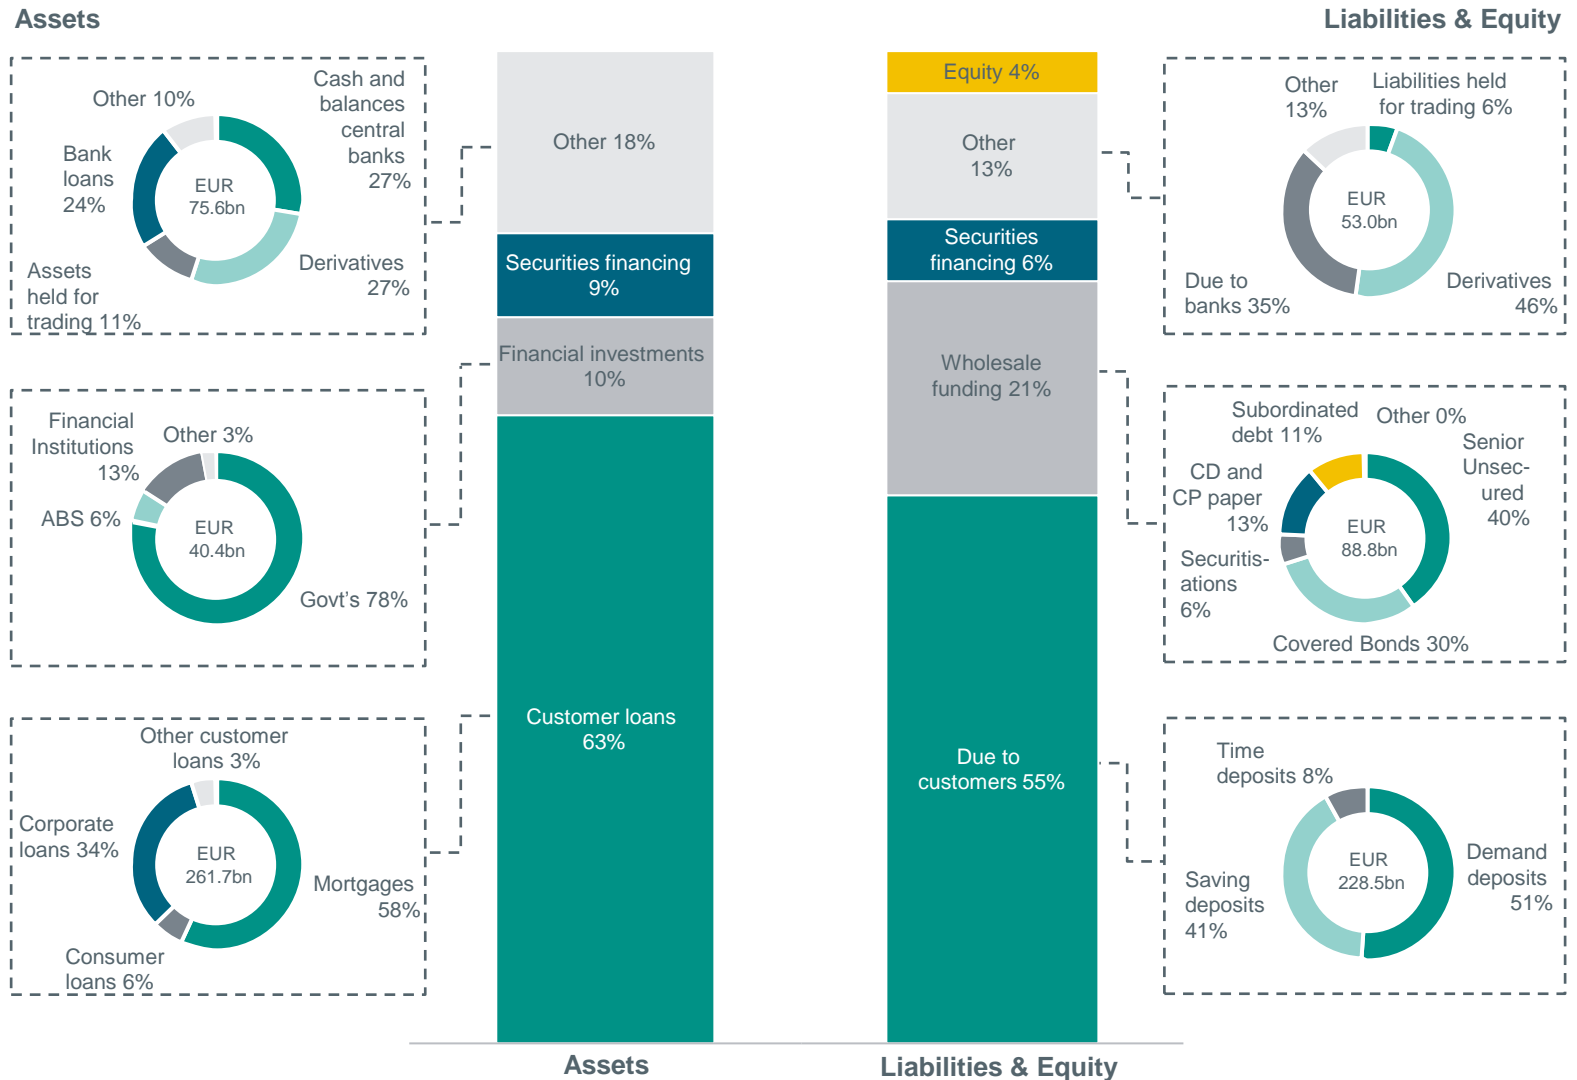 Assets
Liabilities & Equity
Other 10%
Cash and
balances
central
banks
27%
Bank
loans
24%
EUR
75.6bn
Assets
held for
trading 11%
Derivatives
27%
Financial
Institutions
13%
Other 3%
ABS 6%
EUR
40.4bn
Govt's 78%
Other customer
loans 3%
Corporate
loans 34%
EUR
261.7bn
Mortgages
58%
Consumer
loans 6%
Other 18%
Securities financing
9%
Financial investments
10%
Customer loans
63%
Assets
Equity 4%
Other
13%
Securities
financing 6%
Wholesale
funding 21%
Due to
customers 55%
Liabilities & Equity
Other
13%
Liabilities held
for trading 6%
EUR
53.0bn
Due to
banks 35%
Derivatives
46%
Subordinated
debt 11%
Other 0%
Senior
Unsec-
ured
40%
CD and
CP paper
13%
EUR
88.8bn
Securitis-
ations
6%
Covered Bonds 30%
Time
deposits 8%
EUR
228.5bn
Demand
deposits
51%
Saving
deposits
41%